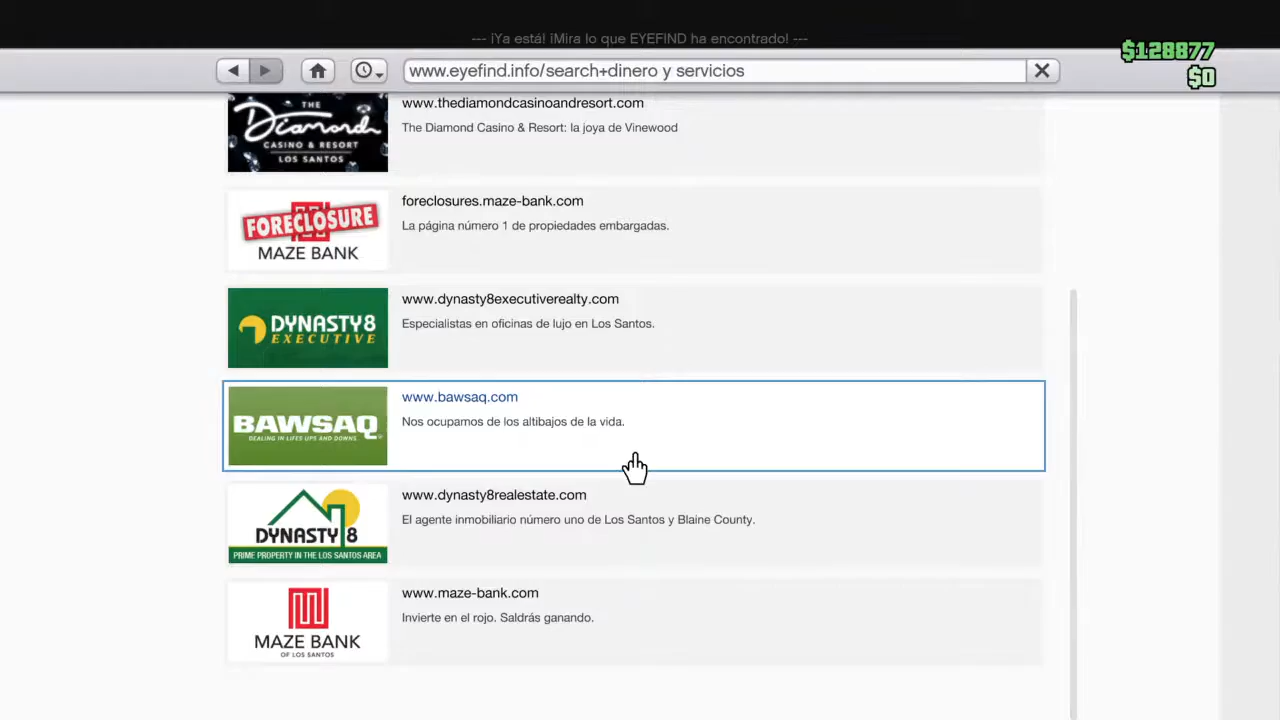 --- ¡Ya está! ¡Mira lo que EYEFIND ha encontrado! ---
$128877
www.eyefind.info/search+dinero y servicios
$0
THE
Diamond
CASINO & RESORT
LOS SANTOS
www.thediamondcasinoandresort.com
The Diamond Casino & Resort: la joya de Vinewood
FORECLOSURE
MAZE BANK
foreclosures.maze-bank.com
La página número 1 de propiedades embargadas.
DYNASTY8
EXECUTIVE
www.dynasty8executiverealty.com
Especialistas en oficinas de lujo en Los Santos.
BAWSAQ
DEALING IN LIFES UPS AND DOWNS
www.bawsaq.com
Nos ocupamos de los altibajos de la vida.
DYNASTY 8
PRIME PROPERTY IN THE LOS SANTOS AREA
www.dynasty8realestate.com
El agente inmobiliario número uno de Los Santos y Blaine County.
MAZE BANK
OF LOS SANTOS
www.maze-bank.com
Invierte en el rojo. Saldrás ganando.